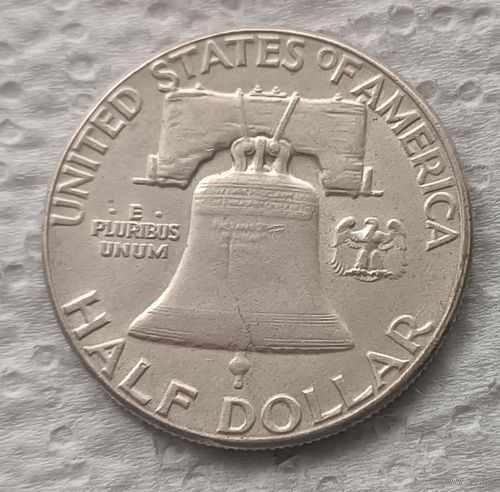 UNITED STATES OF AMERICA
· E ·
PLURIBUS
UNUM
HALF DOLLAR